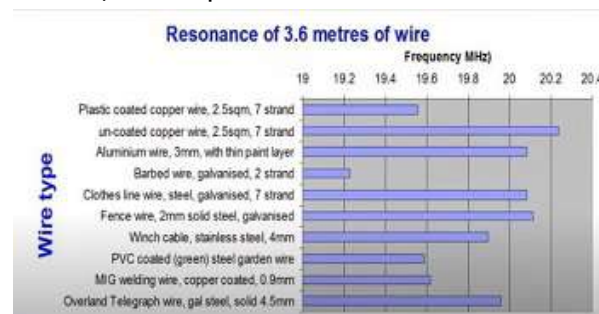 Resonance of 3.6 metres of wire
Frequency MHz)
19 19.2 19.4 19.6 19.8 20 20.2 20.4
Wire type
Plastic coated copper wire, 2.5sqm, 7 strand
un-coated copper wire, 2.5sqm, 7 strand
Aluminium wire, 3mm, with thin paint layer
Barbed wire, galvanised, 2 strand
Clothes line wire, steel, galvanised, 7 strand
Fence wire, 2mm solid steel, galvanised
Winch cable, stainless steel, 4mm
PVC coated (green) steel garden wire
MIG welding wire, copper coated, 0.9mm
Overland Telegraph wire, gal steel, solid 4.5mm